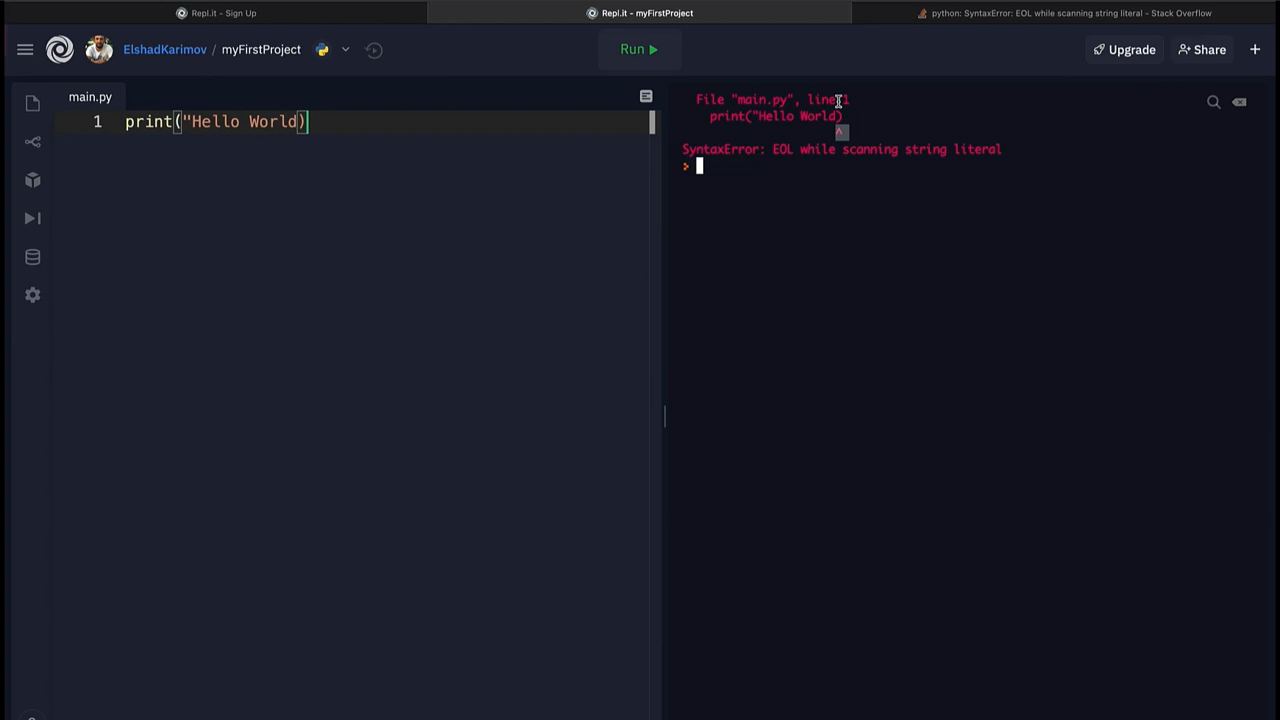 Repl.it - Sign Up
Repl.it - myFirstProject
python: SyntaxError: EOL while scanning string literal - Stack Overflow
ElshadKarimov / myFirstProject
Run
Upgrade
Share
main.py
1 print("Hello World)
File "main.py", line 1
print("Hello World)
^
SyntaxError: EOL while scanning string literal
>